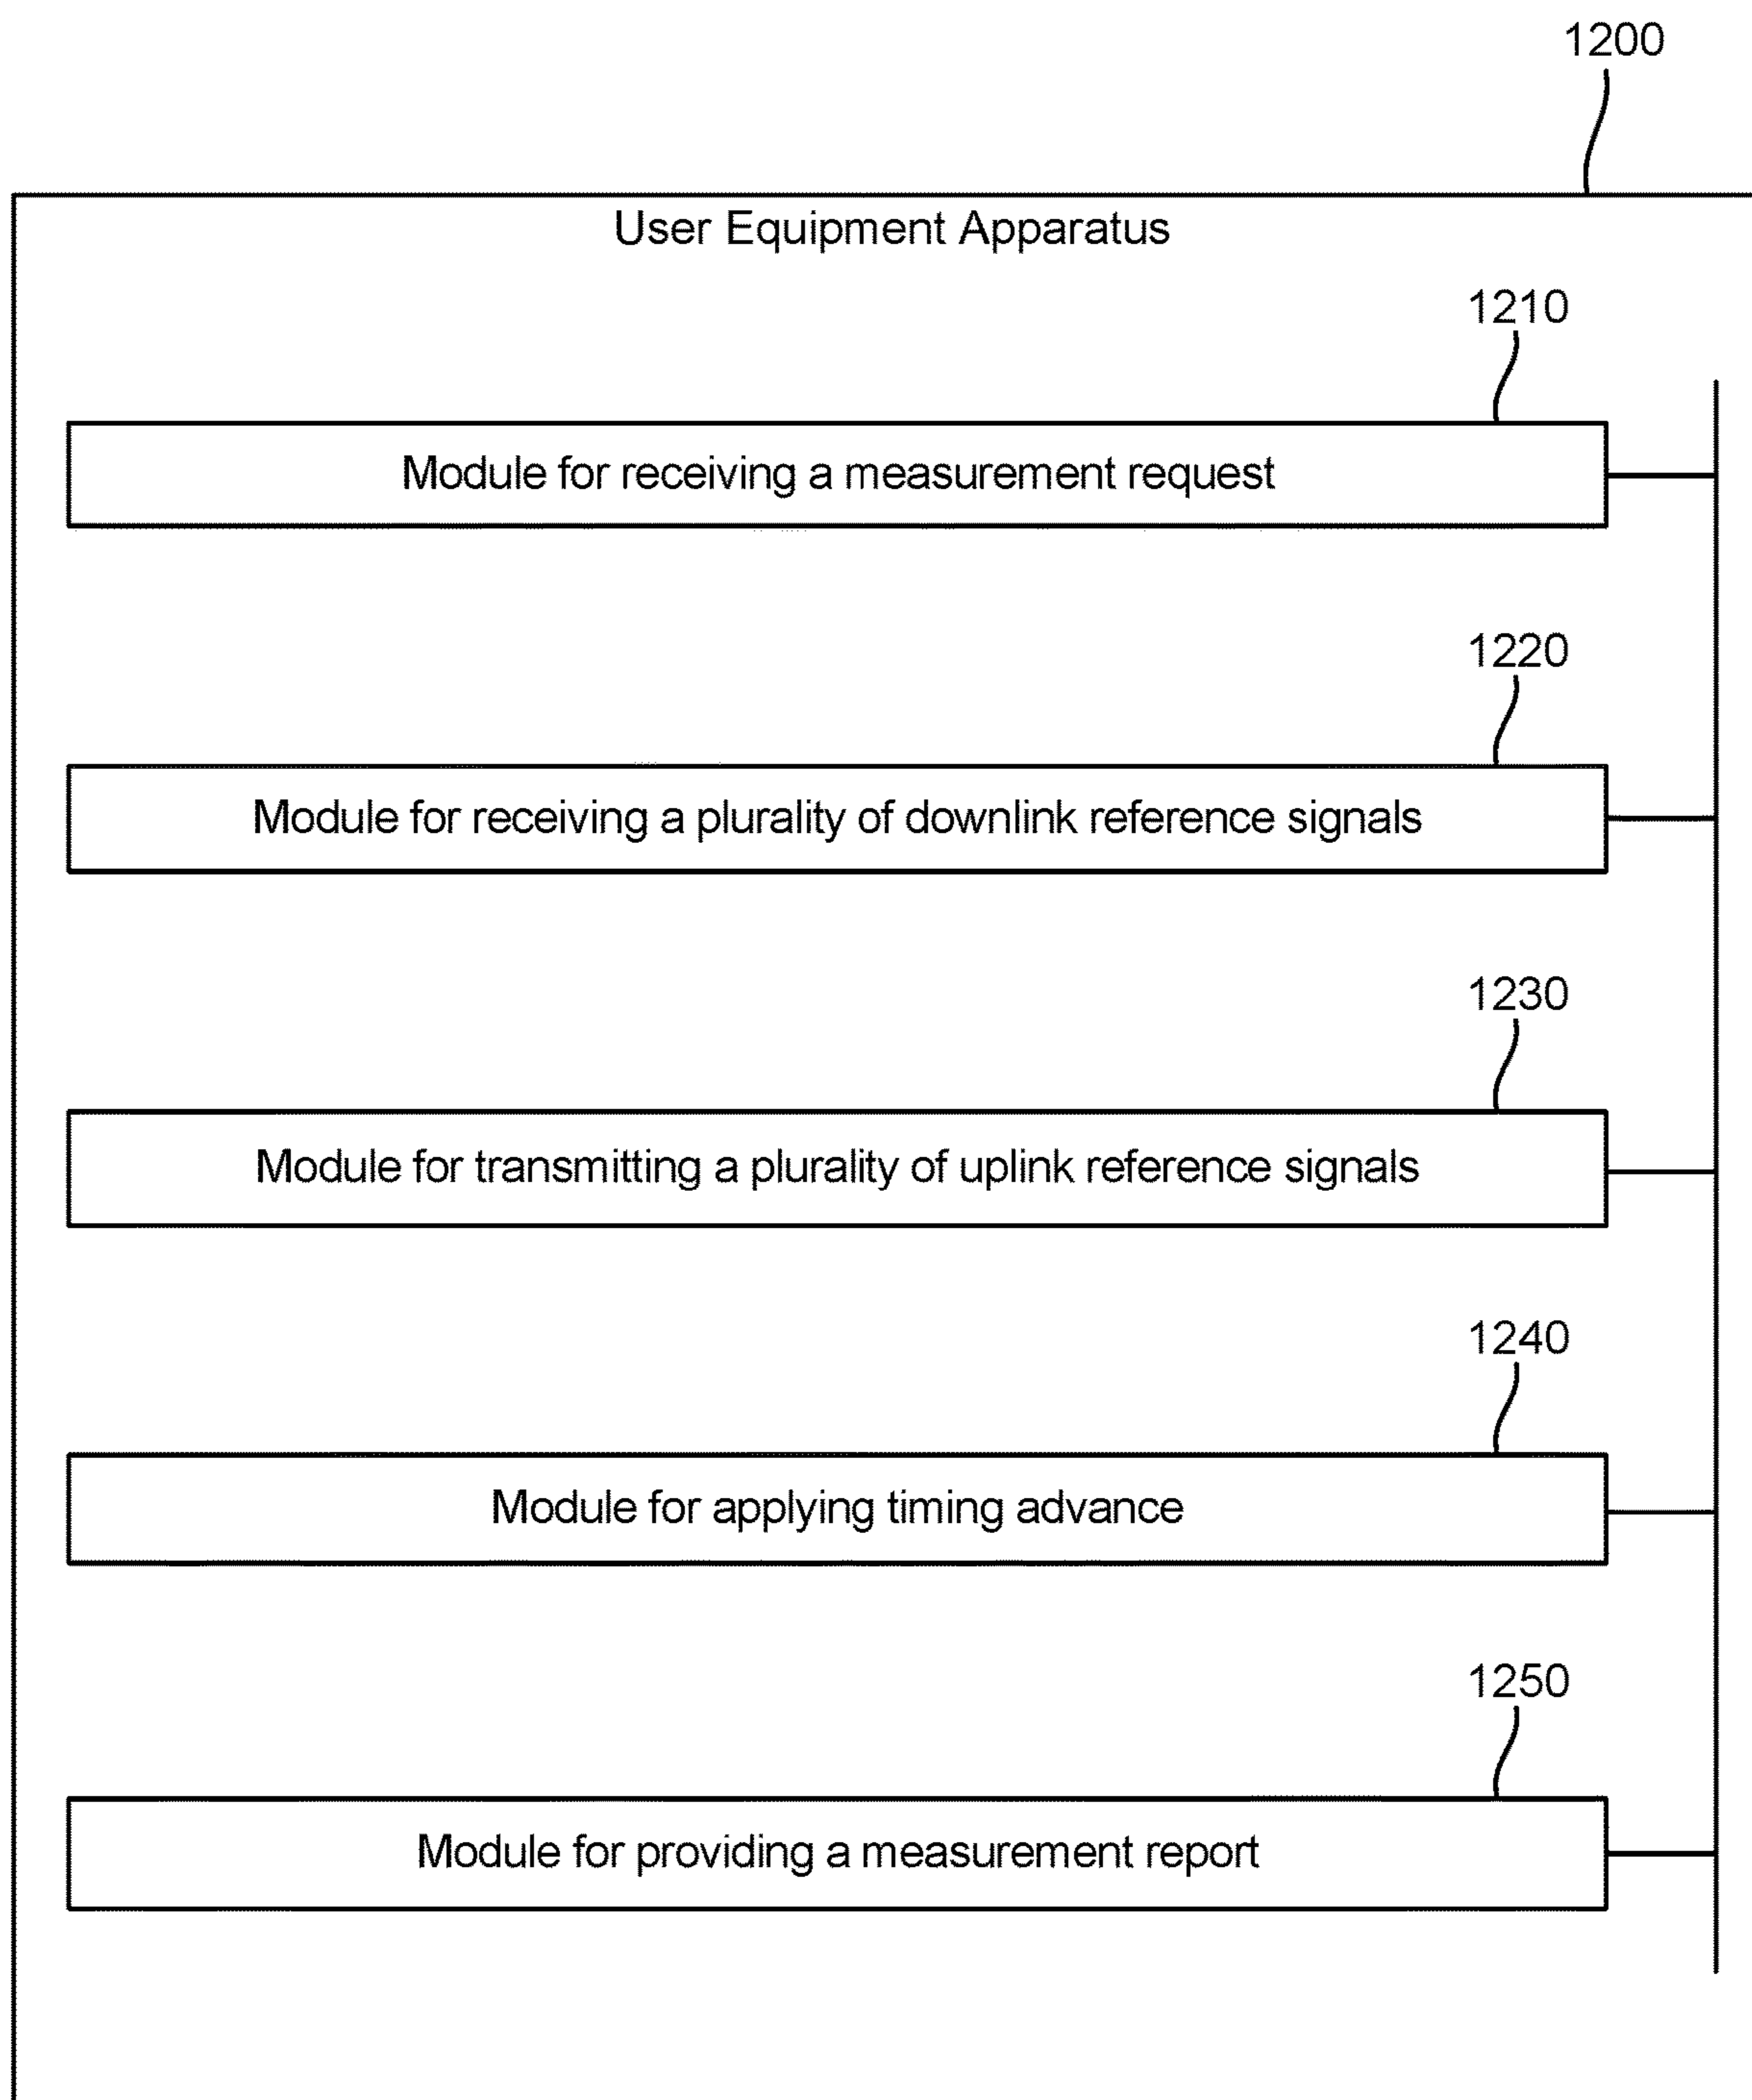 1200
User Equipment Apparatus
1210
Module for receiving a measurement request
1220
Module for receiving a plurality of downlink reference signals
1230
Module for transmitting a plurality of uplink reference signals
1240
Module for applying timing advance
1250
Module for providing a measurement report